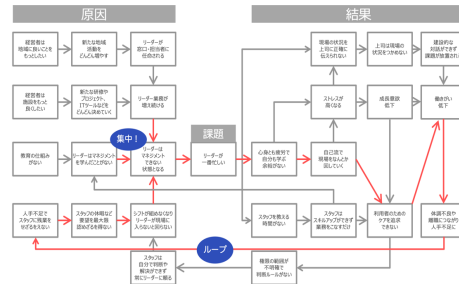 原因
結果
経営者は
地域に良いことを
もっとしたい
新たな地域
活動を
どんどん増やす
リーダーが
窓口・担当者に
任命される
現場の状況を
上司に正確に
伝えられない
上司は現場の
状況をつかめない
建設的な
対話ができず
課題が放置される
経営者は
施設をもっと
良くしたい
新たな研修や
プロジェクト、
ITツールなどを
どんどん決めていく
リーダー業務が
増え続ける
ストレスが
高くなる
成長意欲
低下
働きがい
低下
集中!
課題
教育の仕組み
がない
リーダーはマネジメント
を学んだことがない
リーダーは
マネジメント
できない
状態となる
リーダーが
一番忙しい
心身とも疲労で
自分も学ぶ
余裕がない
自己流で
現場をなんとか
回していく
人手不足で
スタッフに残業を
せざるを えない
スタッフの休暇など
要望を最大限
認めざるを得ない
シフトが組めなくなり
リーダーが現場に
入らないと回らない
スタッフを教える
時間がない
スタッフは
スキルアップができず
業務をこなすだけ
利用者のための
ケアを追求
できない
体調不良や
離職につながり
人手不足に
ループ
スタッフは
自分で判断や
解決ができず
常にリーダーに頼る
権限の範囲が
不明確で
判断ルールがない